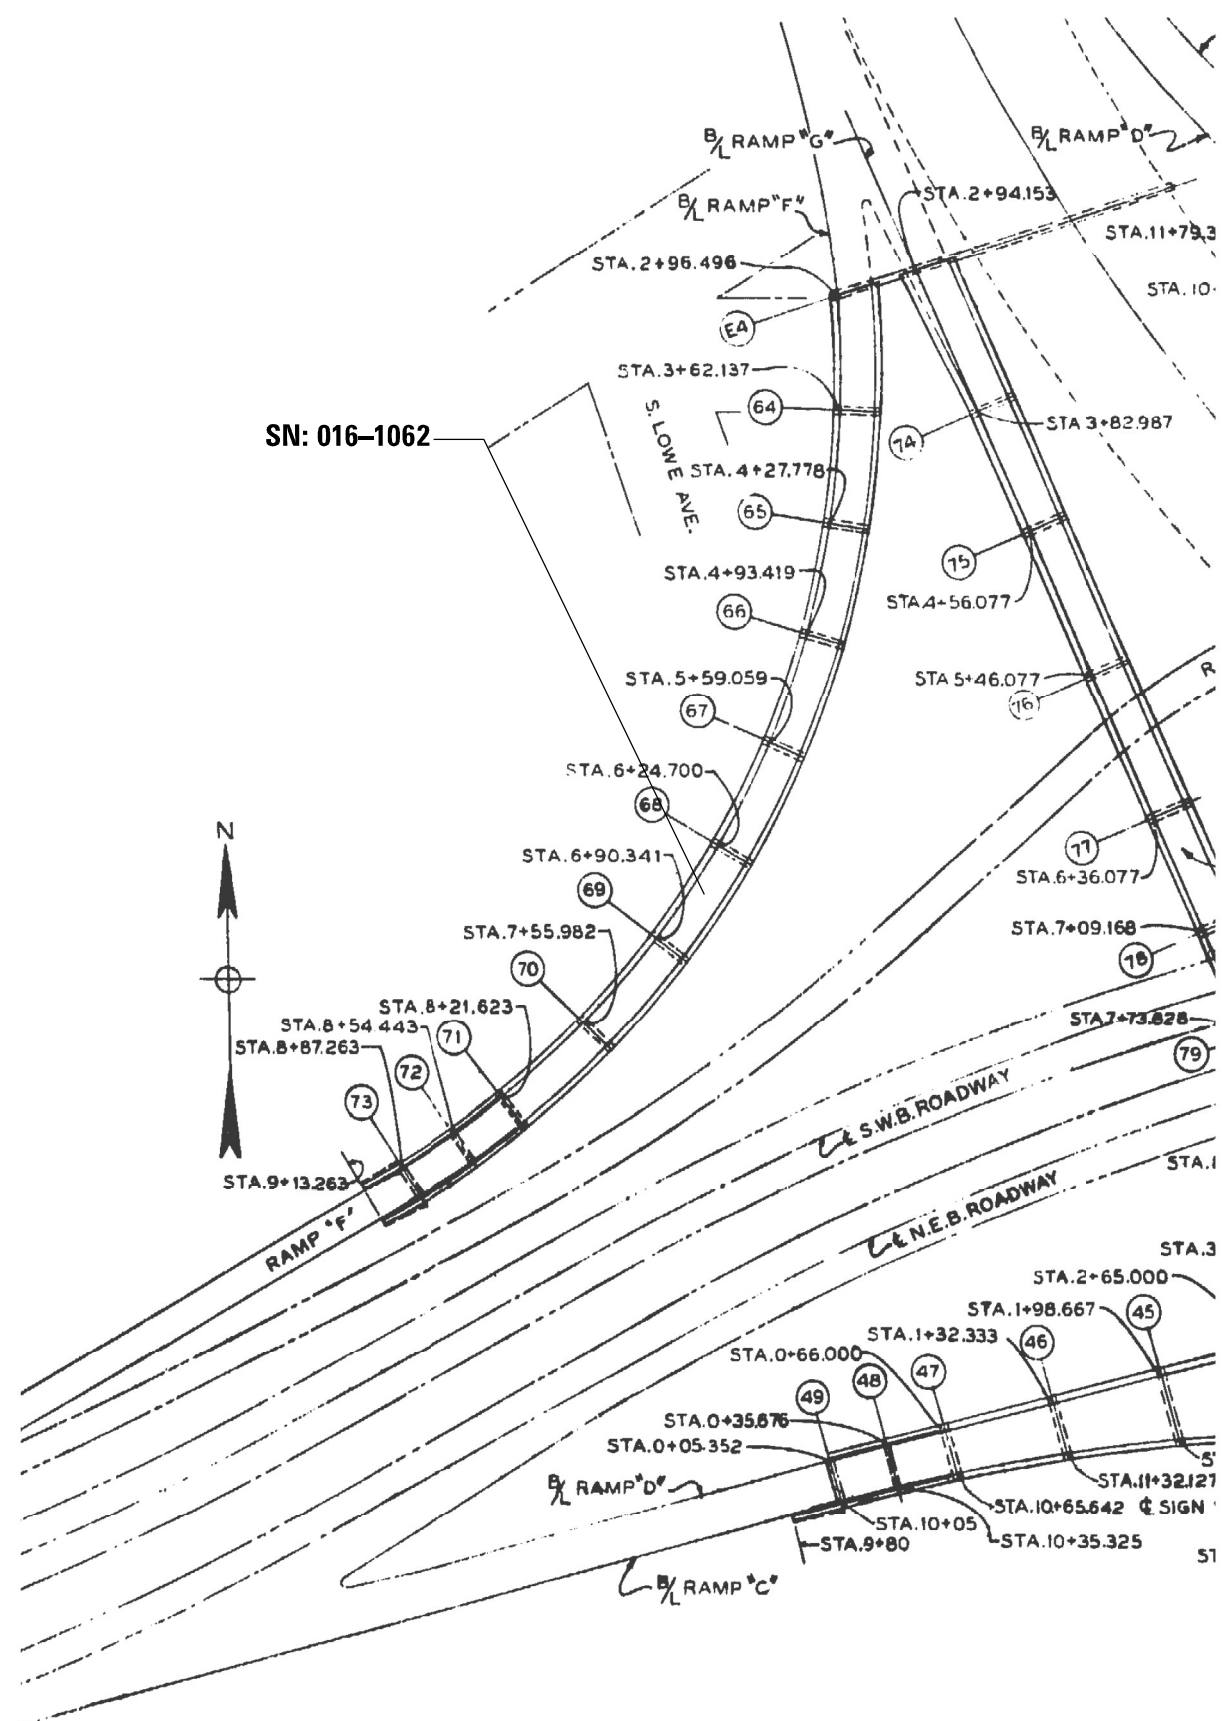 B/L RAMP "G"
B/L RAMP "D"
STA.2+94.153
B/L RAMP "F"
STA.11+79.3
STA.2+96.496
STA.10+
E4
STA.3+62.137
S. LOWE AVE.
64
SN: 016–1062
STA 3+82.987
74
STA.4+27.778
65
75
STA.4+93.419
STA.4+56.077
66
STA.5+59.059
STA 5+46.077
R
67
76
STA.6+24.700
68
N
77
STA.6+90.341
STA.6+36.077
69
STA.7+55.982
STA.7+09.168
78
70
STA.8+21.623
STA.7+73.828
STA.8+54.443
71
STA.8+87.263
79
72
73
℄ S.W.B. ROADWAY
STA.9+13.263
STA.
℄ N.E.B. ROADWAY
RAMP "F"
STA.3
STA.2+65.000
STA.1+98.667
45
STA.1+32.333
46
STA.0+66.000
47
48
49
STA.0+35.676
STA.0+05.352
B/L RAMP "D"
STA.11+32.127
STA.10+65.642 ℄ SIGN
STA.10+05
STA.10+35.325
STA.9+80
ST
B/L RAMP "C"